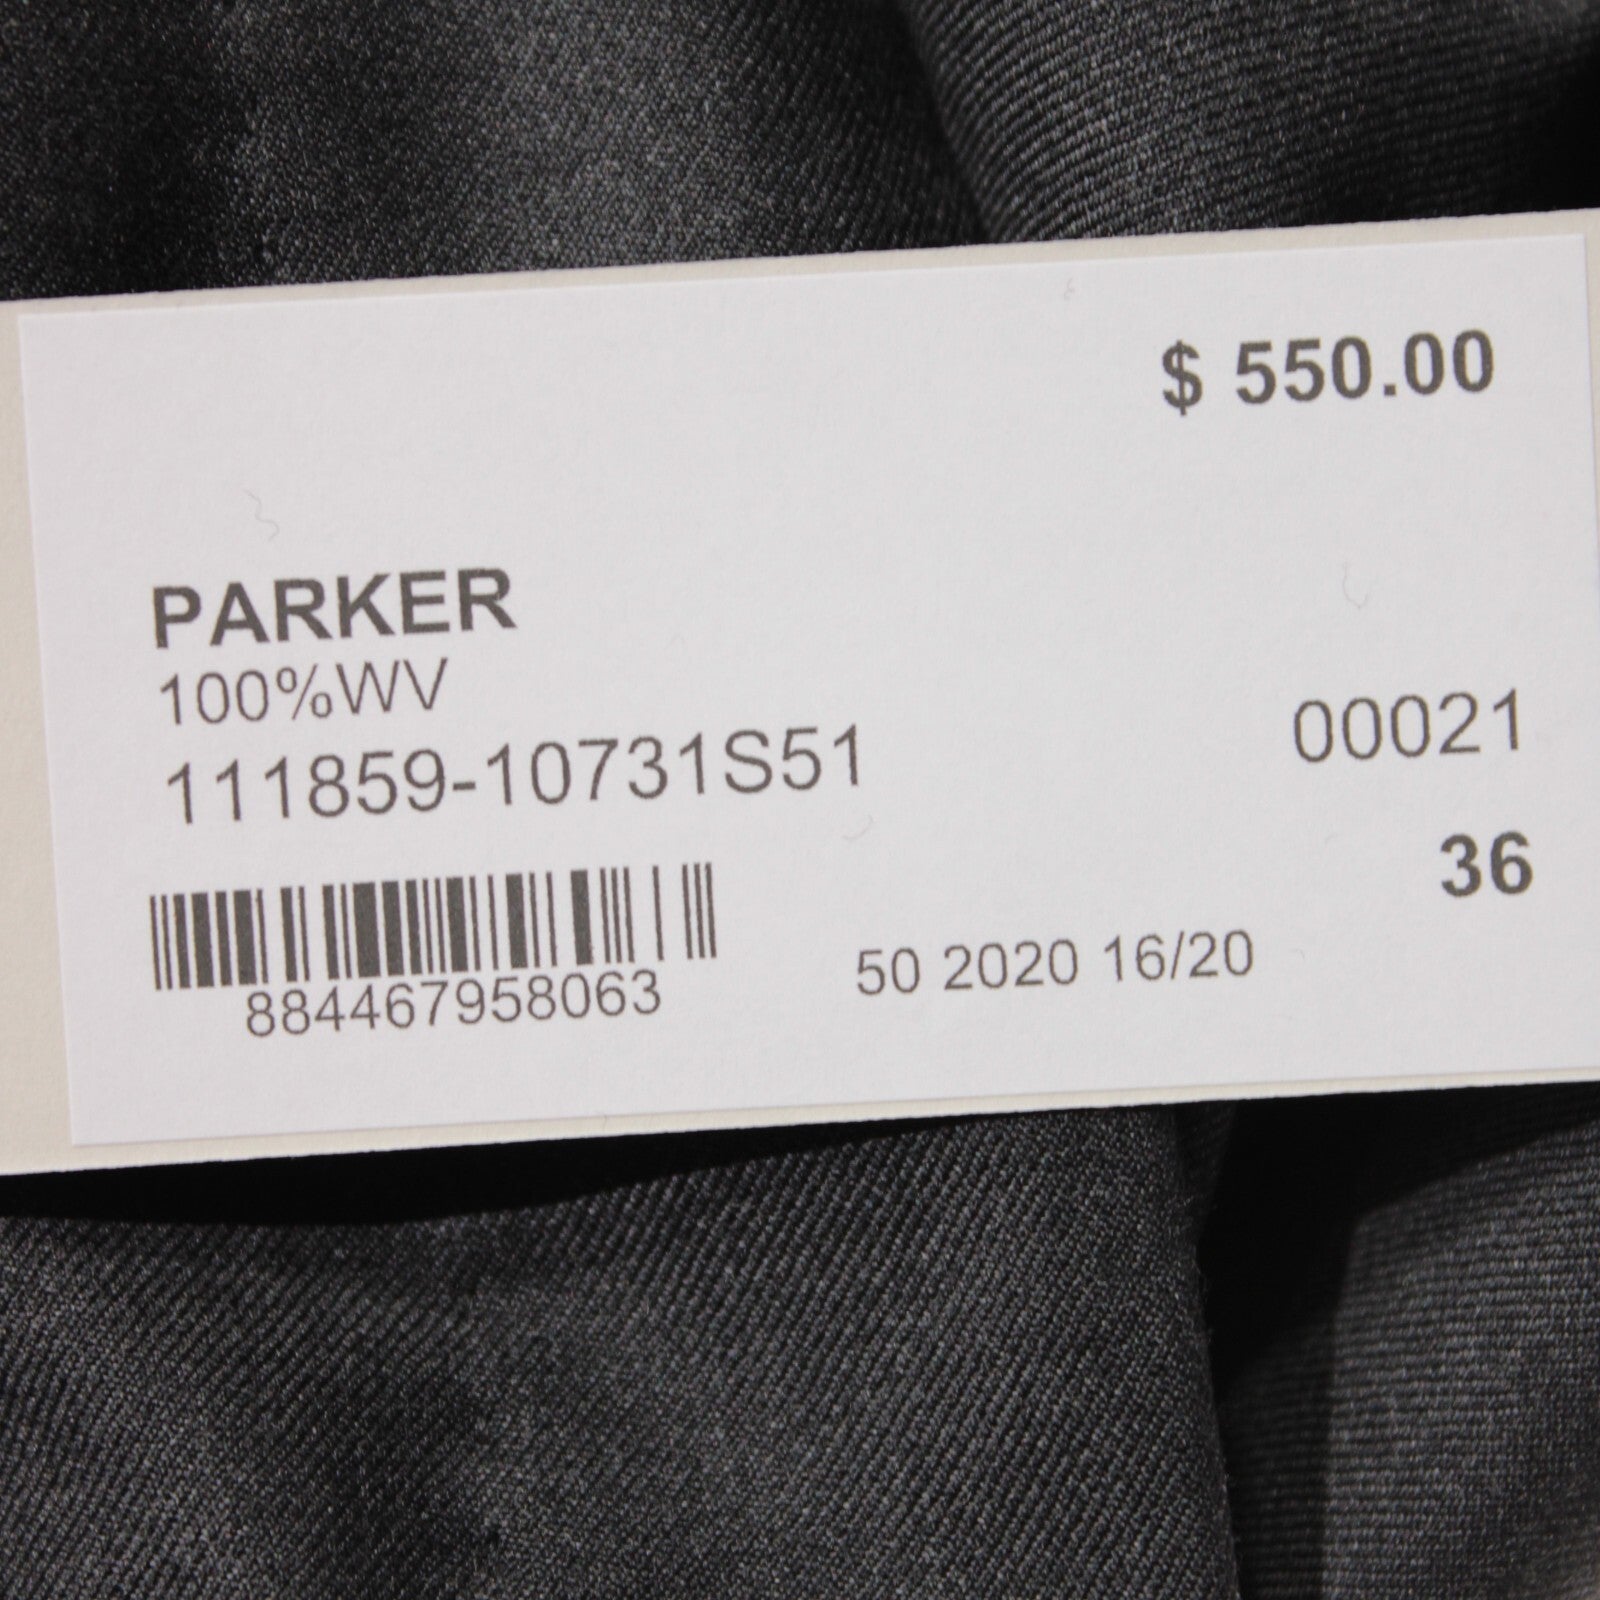 $ 550.00
PARKER
100%WV
111859-10731S51 00021
36
884467958063 50 2020 16/20